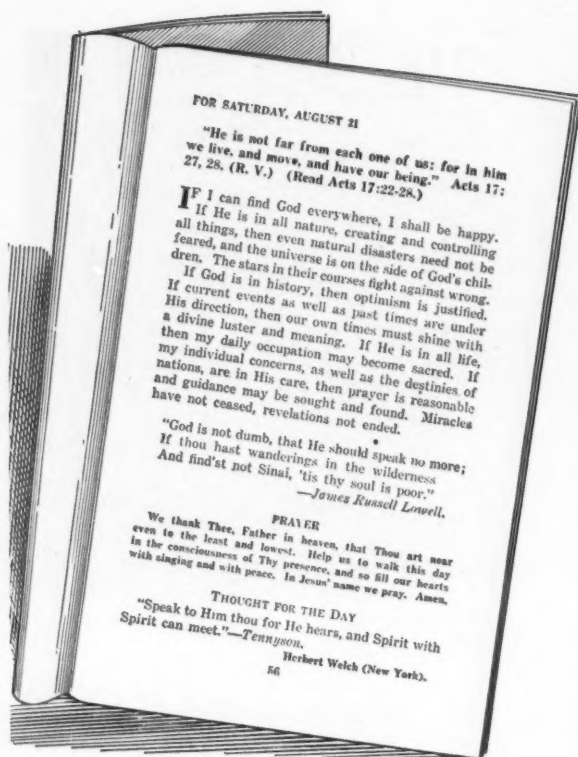 FOR SATURDAY, AUGUST 21
"He is not far from each one of us: for in him
we live, and move, and have our being." Acts 17:
27, 28. (R. V.) (Read Acts 17:22-28.)
IF I can find God everywhere, I shall be happy.
If He is in all nature, creating and controlling
all things, then even natural disasters need not be
feared, and the universe is on the side of God's chil-
dren. The stars in their courses fight against wrong.
If God is in history, then optimism is justified.
If current events as well as past times are under
His direction, then our own times must shine with
a divine luster and meaning. If He is in all life,
then my daily occupation may become sacred. If
my individual concerns, as well as the destinies of
nations, are in His care, then prayer is reasonable
and guidance may be sought and found. Miracles
have not ceased, revelations not ended.
"God is not dumb, that He should speak no more;
If thou hast wanderings in the wilderness
And find'st not Sinai, 'tis thy soul is poor."
—James Russell Lowell.
PRAYER
We thank Thee, Father in heaven, that Thou art near
even to the least and lowest. Help us to walk this day
in the consciousness of Thy presence, and so fill our hearts
with singing and with peace. In Jesus' name we pray. Amen.
THOUGHT FOR THE DAY
"Speak to Him thou for He hears, and Spirit with
Spirit can meet."—Tennyson.
Herbert Welch (New York).
56